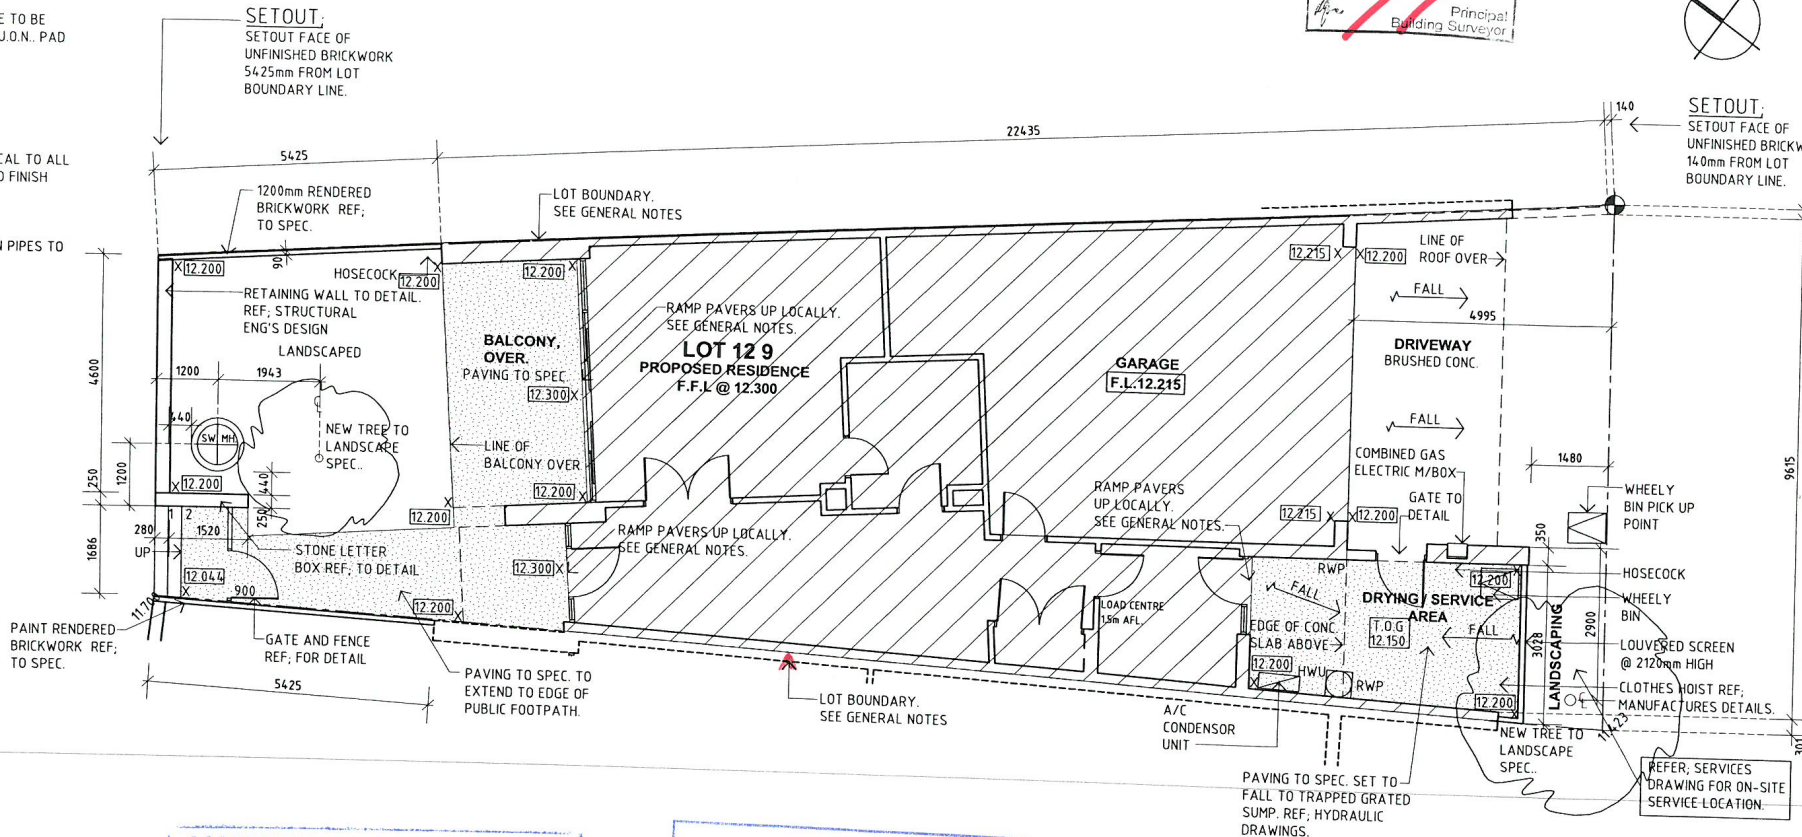 E TO BE
U.O.N.. PAD
SETOUT;
SETOUT FACE OF
UNFINISHED BRICKWORK
5425mm FROM LOT
BOUNDARY LINE.
Principal
Building Surveyor
140
SETOUT;
SETOUT FACE OF
UNFINISHED BRICKW
140mm FROM LOT
BOUNDARY LINE.
22435
5425
CAL TO ALL
O FINISH
N PIPES TO
1200mm RENDERED
BRICKWORK REF;
TO SPEC.
LOT BOUNDARY.
SEE GENERAL NOTES
90
X 12.200
HOSECOCK
12.200
X
RETAINING WALL TO DETAIL.
REF; STRUCTURAL
ENG'S DESIGN
LANDSCAPED
1200
1943
4600
440
SW MH
NEW TREE TO
LANDSCAPE
SPEC..
12.200 X
BALCONY,
OVER.
PAVING TO SPEC
12.300 X
LINE OF
BALCONY OVER
12.200 X
RAMP PAVERS UP LOCALLY.
SEE GENERAL NOTES.
LOT 12 9
PROPOSED RESIDENCE
F.F.L @ 12.300
GARAGE
F.L.12.215
12.215 X
X 12.200
LINE OF
ROOF OVER
FALL
4995
DRIVEWAY
BRUSHED CONC.
FALL
COMBINED GAS
ELECTRIC M/BOX
1480
9615
WHEELY
BIN PICK UP
POINT
GATE TO
DETAIL
250
1200
X 12.200
440
250
12.200 X
280
UP
1 2
1520
1686
STONE LETTER
BOX REF; TO DETAIL
12.044
X
900
12.300 X
12.200
X
RAMP PAVERS UP LOCALLY.
SEE GENERAL NOTES.
RAMP PAVERS
UP LOCALLY.
SEE GENERAL NOTES.
12.215 X
X 12.200
350
RWP
FALL
DRYING / SERVICE
AREA
T.O.G
12.150
FALL
12.200
HOSECOCK
WHEELY
BIN
LOUVERED SCREEN
@ 2120mm HIGH
CLOTHES HOIST REF;
MANUFACTURES DETAILS.
LOAD CENTRE
1.5m AFL.
EDGE OF CONC.
SLAB ABOVE
12.200
X
HWU
RWP
12.200
3028
LANDSCAPING
2900
PAINT RENDERED
BRICKWORK REF;
TO SPEC.
GATE AND FENCE
REF; FOR DETAIL
5425
PAVING TO SPEC. TO
EXTEND TO EDGE OF
PUBLIC FOOTPATH.
LOT BOUNDARY.
SEE GENERAL NOTES
A/C
CONDENSOR
UNIT
NEW TREE TO
LANDSCAPE
SPEC..
301
PAVING TO SPEC. SET TO
FALL TO TRAPPED GRATED
SUMP. REF; HYDRAULIC
DRAWINGS.
REFER; SERVICES
DRAWING FOR ON-SITE
SERVICE LOCATION.